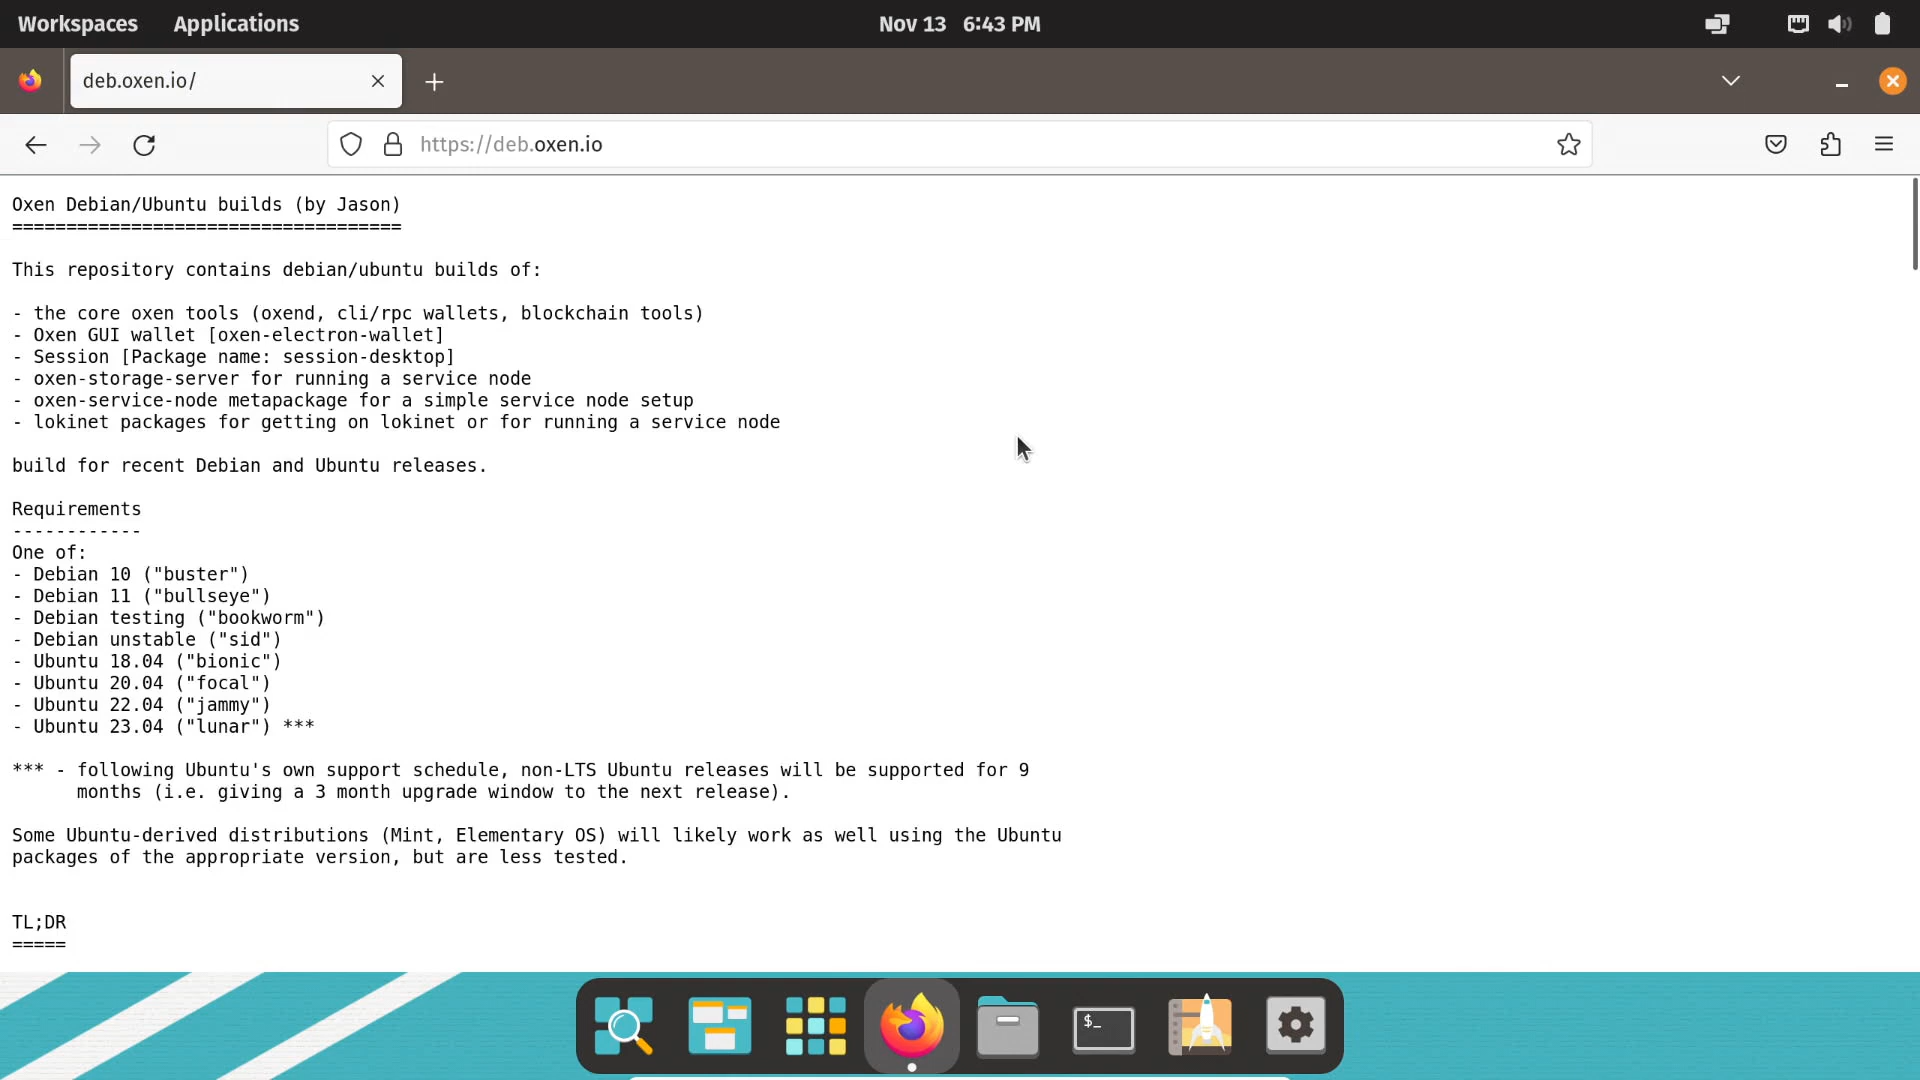 Workspaces Applications Nov 13 6:43 PM
deb.oxen.io/
https://deb.oxen.io
Oxen Debian/Ubuntu builds (by Jason)
====================================
This repository contains debian/ubuntu builds of:
- the core oxen tools (oxend, cli/rpc wallets, blockchain tools)
- Oxen GUI wallet [oxen-electron-wallet]
- Session [Package name: session-desktop]
- oxen-storage-server for running a service node
- oxen-service-node metapackage for a simple service node setup
- lokinet packages for getting on lokinet or for running a service node
build for recent Debian and Ubuntu releases.
Requirements
------------
One of:
- Debian 10 ("buster")
- Debian 11 ("bullseye")
- Debian testing ("bookworm")
- Debian unstable ("sid")
- Ubuntu 18.04 ("bionic")
- Ubuntu 20.04 ("focal")
- Ubuntu 22.04 ("jammy")
- Ubuntu 23.04 ("lunar") ***
*** - following Ubuntu's own support schedule, non-LTS Ubuntu releases will be supported for 9
months (i.e. giving a 3 month upgrade window to the next release).
Some Ubuntu-derived distributions (Mint, Elementary OS) will likely work as well using the Ubuntu
packages of the appropriate version, but are less tested.
TL;DR
=====
$_